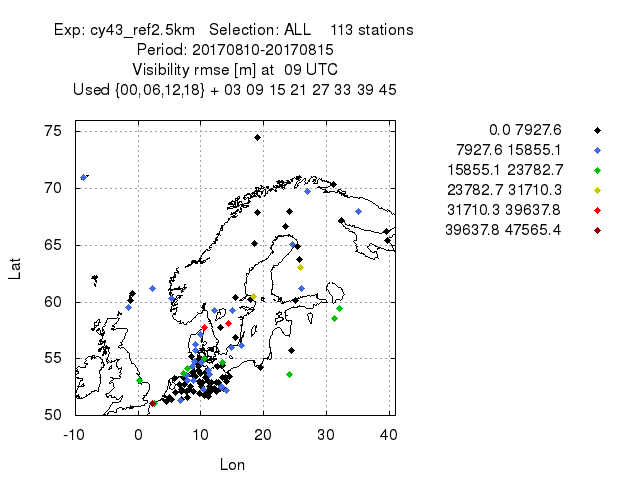 Exp: cy43_ref2.5km   Selection: ALL    113 stations
Period: 20170810-20170815
Visibility rmse [m] at  09 UTC
Used {00,06,12,18} + 03 09 15 21 27 33 39 45
0.0 7927.6
7927.6 15855.1
15855.1 23782.7
23782.7 31710.3
31710.3 39637.8
39637.8 47565.4
75
70
65
60
55
50
Lat
-10 0 10 20 30 40
Lon